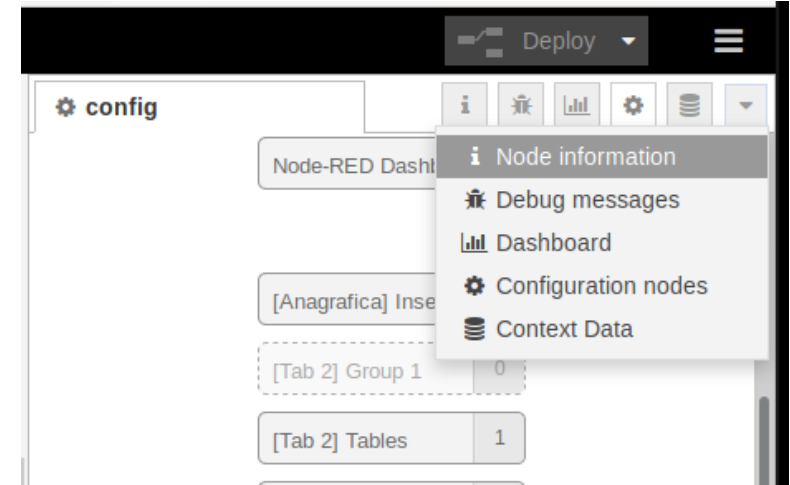 Deploy
config
Node-RED Dashb
Node information
Debug messages
Dashboard
Configuration nodes
[Anagrafica] Inse
Context Data
[Tab 2] Group 1 0
[Tab 2] Tables 1